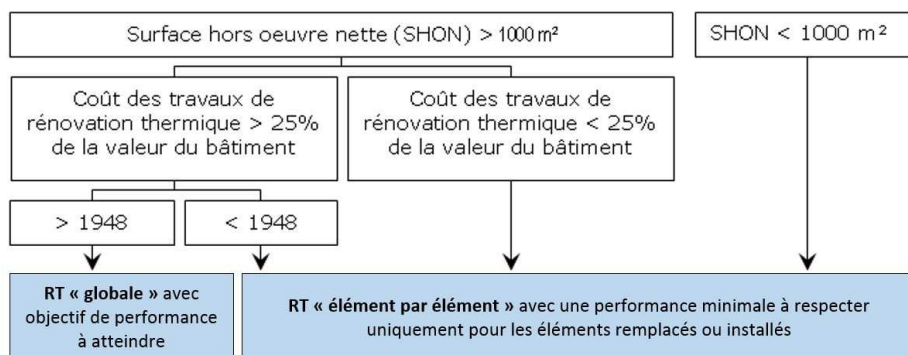 Surface hors oeuvre nette (SHON) > 1000 m²
SHON < 1000 m²
Coût des travaux de
rénovation thermique > 25%
de la valeur du bâtiment
Coût des travaux de
rénovation thermique < 25%
de la valeur du bâtiment
> 1948
< 1948
RT « globale » avec
objectif de performance
à atteindre
RT « élément par élément » avec une performance minimale à respecter
uniquement pour les éléments remplacés ou installés